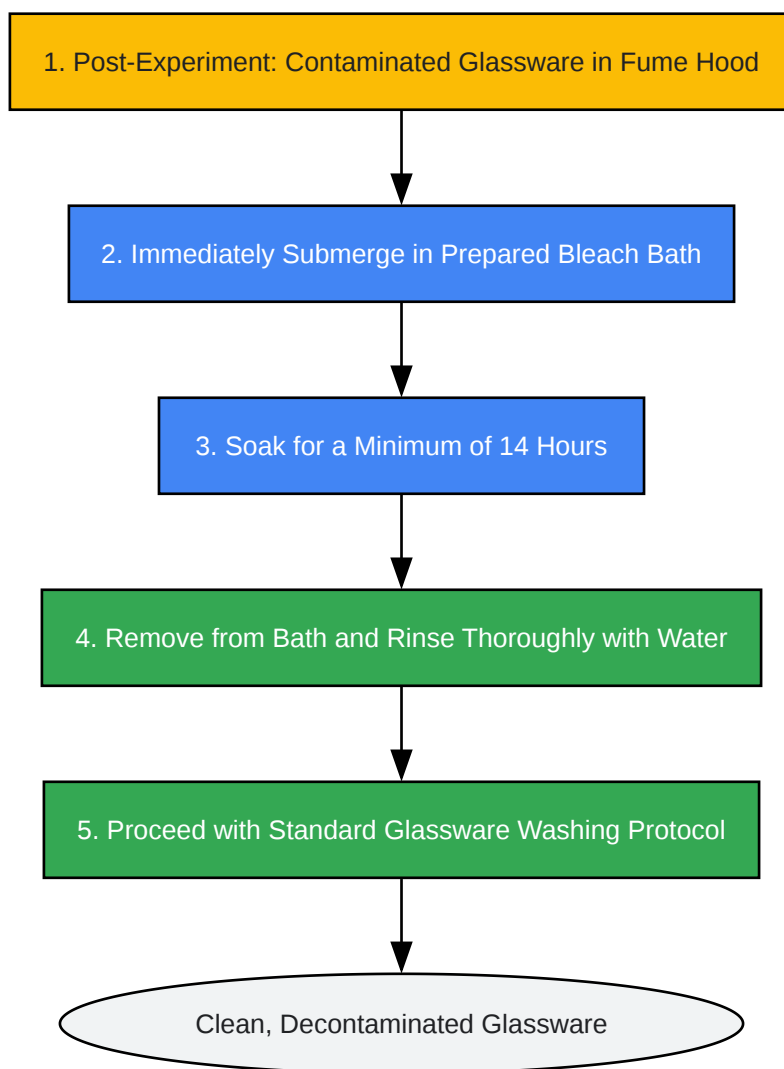 1. Post-Experiment: Contaminated Glassware in Fume Hood
2. Immediately Submerge in Prepared Bleach Bath
3. Soak for a Minimum of 14 Hours
4. Remove from Bath and Rinse Thoroughly with Water
5. Proceed with Standard Glassware Washing Protocol
Clean, Decontaminated Glassware